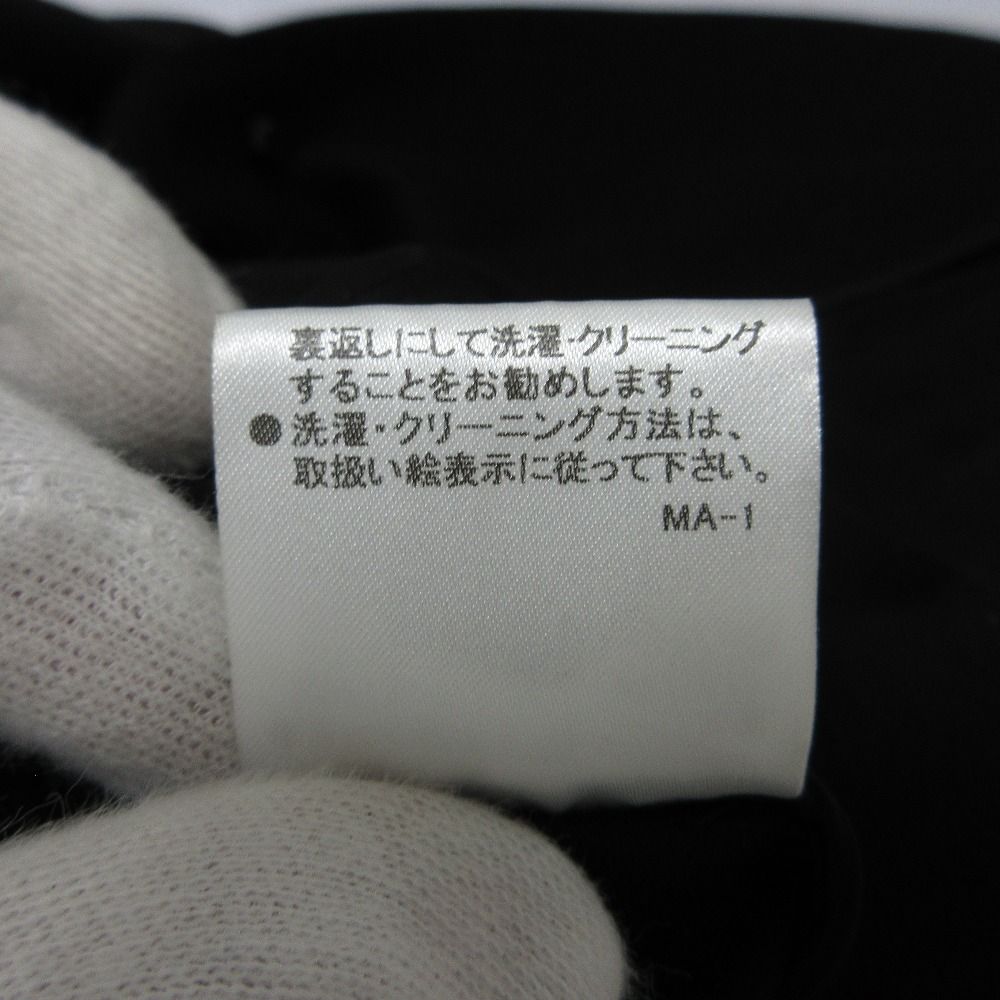 裏返しにして洗濯・クリーニング
することをお勧めします。
●洗濯・クリーニング方法は、
取扱い絵表示に従って下さい。
MA-1